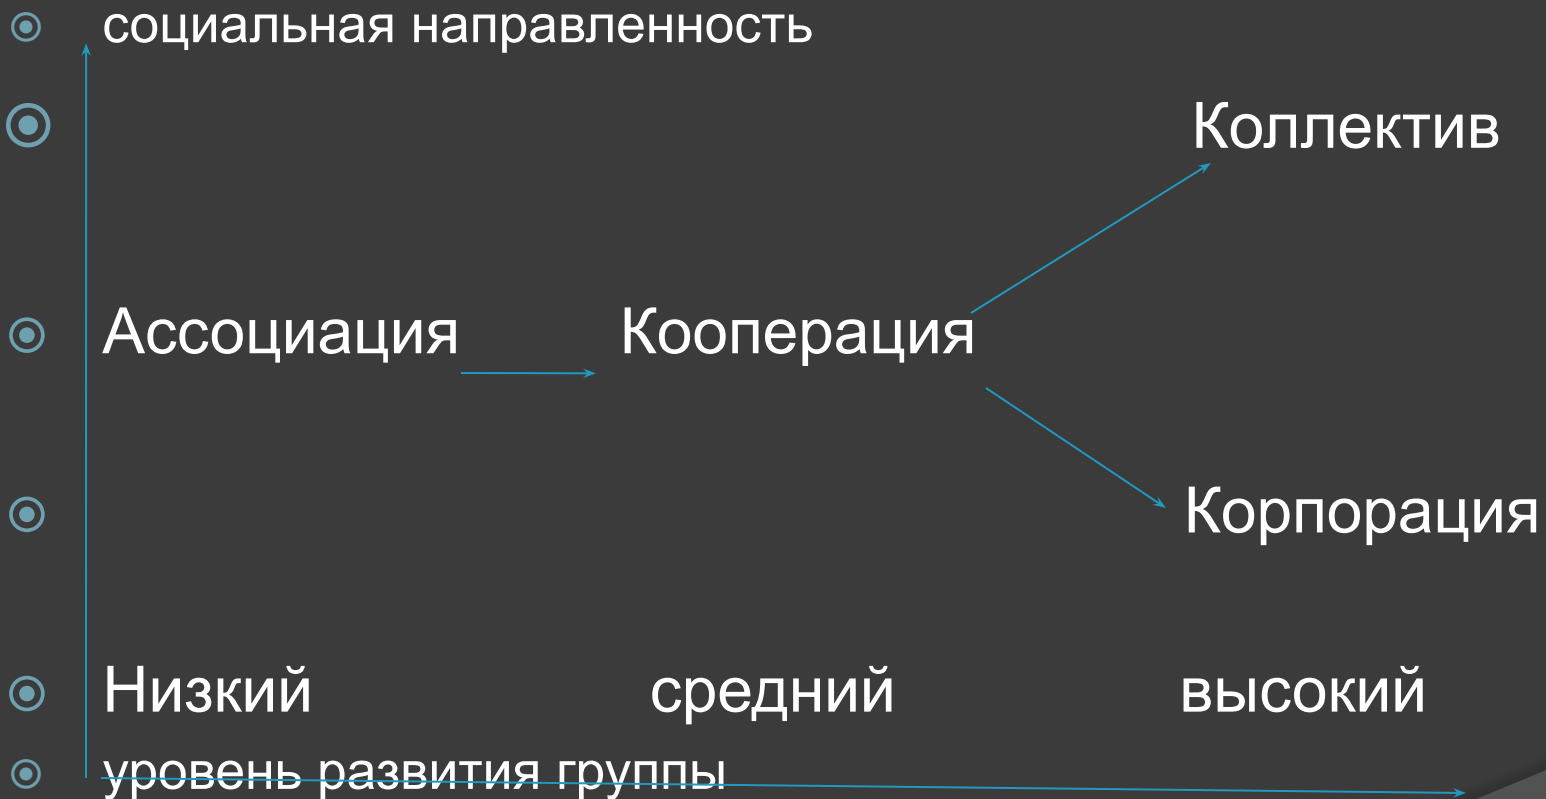 социальная направленность
Коллектив
Ассоциация Кооперация
Корпорация
Низкий средний высокий
уровень развития группы